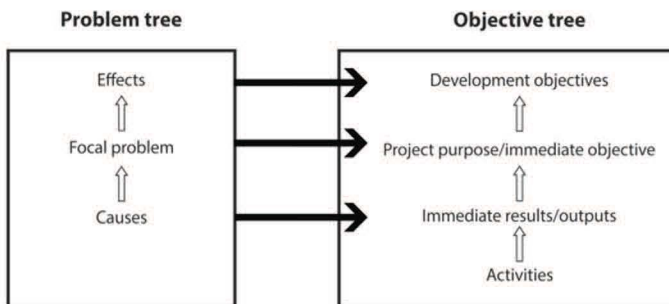 Problem tree
Objective tree
Effects
Development objectives
Focal problem
Project purpose/immediate objective
Causes
Immediate results/outputs
Activities